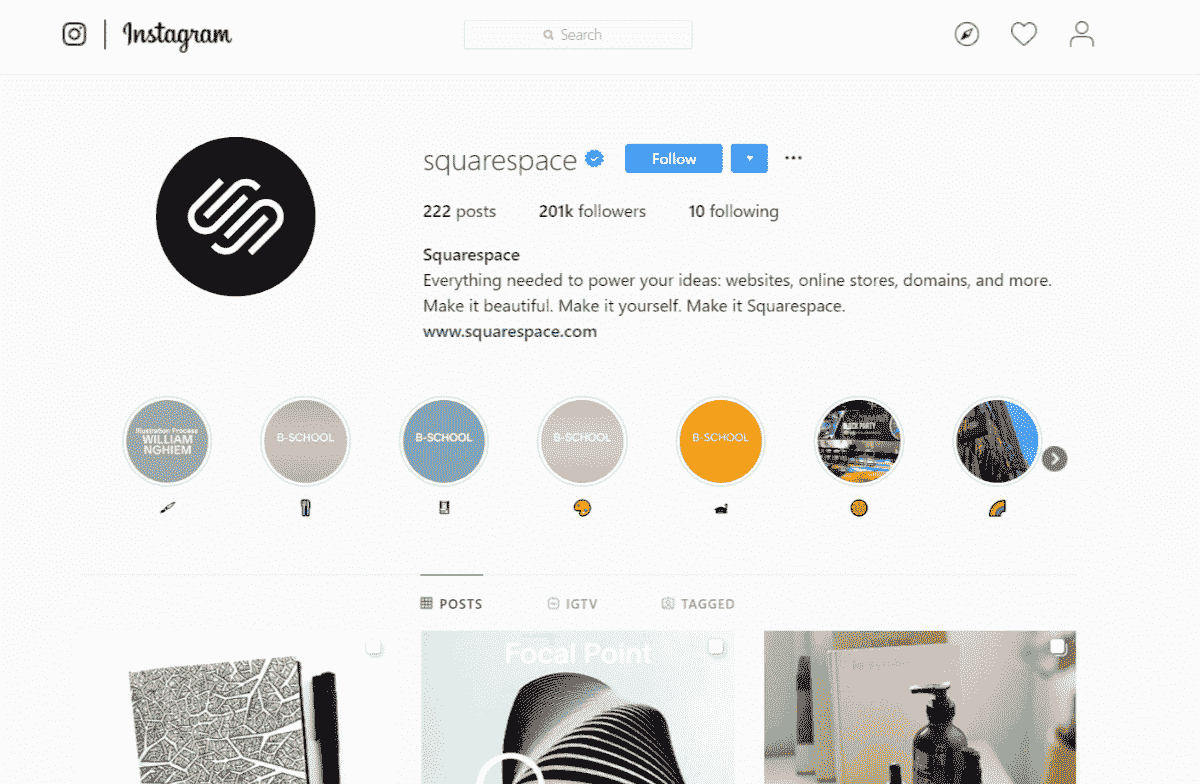 Instagram
Search
squarespace
Follow
222 posts 201k followers 10 following
Squarespace
Everything needed to power your ideas: websites, online stores, domains, and more.
Make it beautiful. Make it yourself. Make it Squarespace.
www.squarespace.com
Illustration Process
WILLIAM
NGHIEM
B-SCHOOL
B-SCHOOL
B-SCHOOL
B-SCHOOL
BLOCK PARTY
POSTS IGTV TAGGED
Focal Point